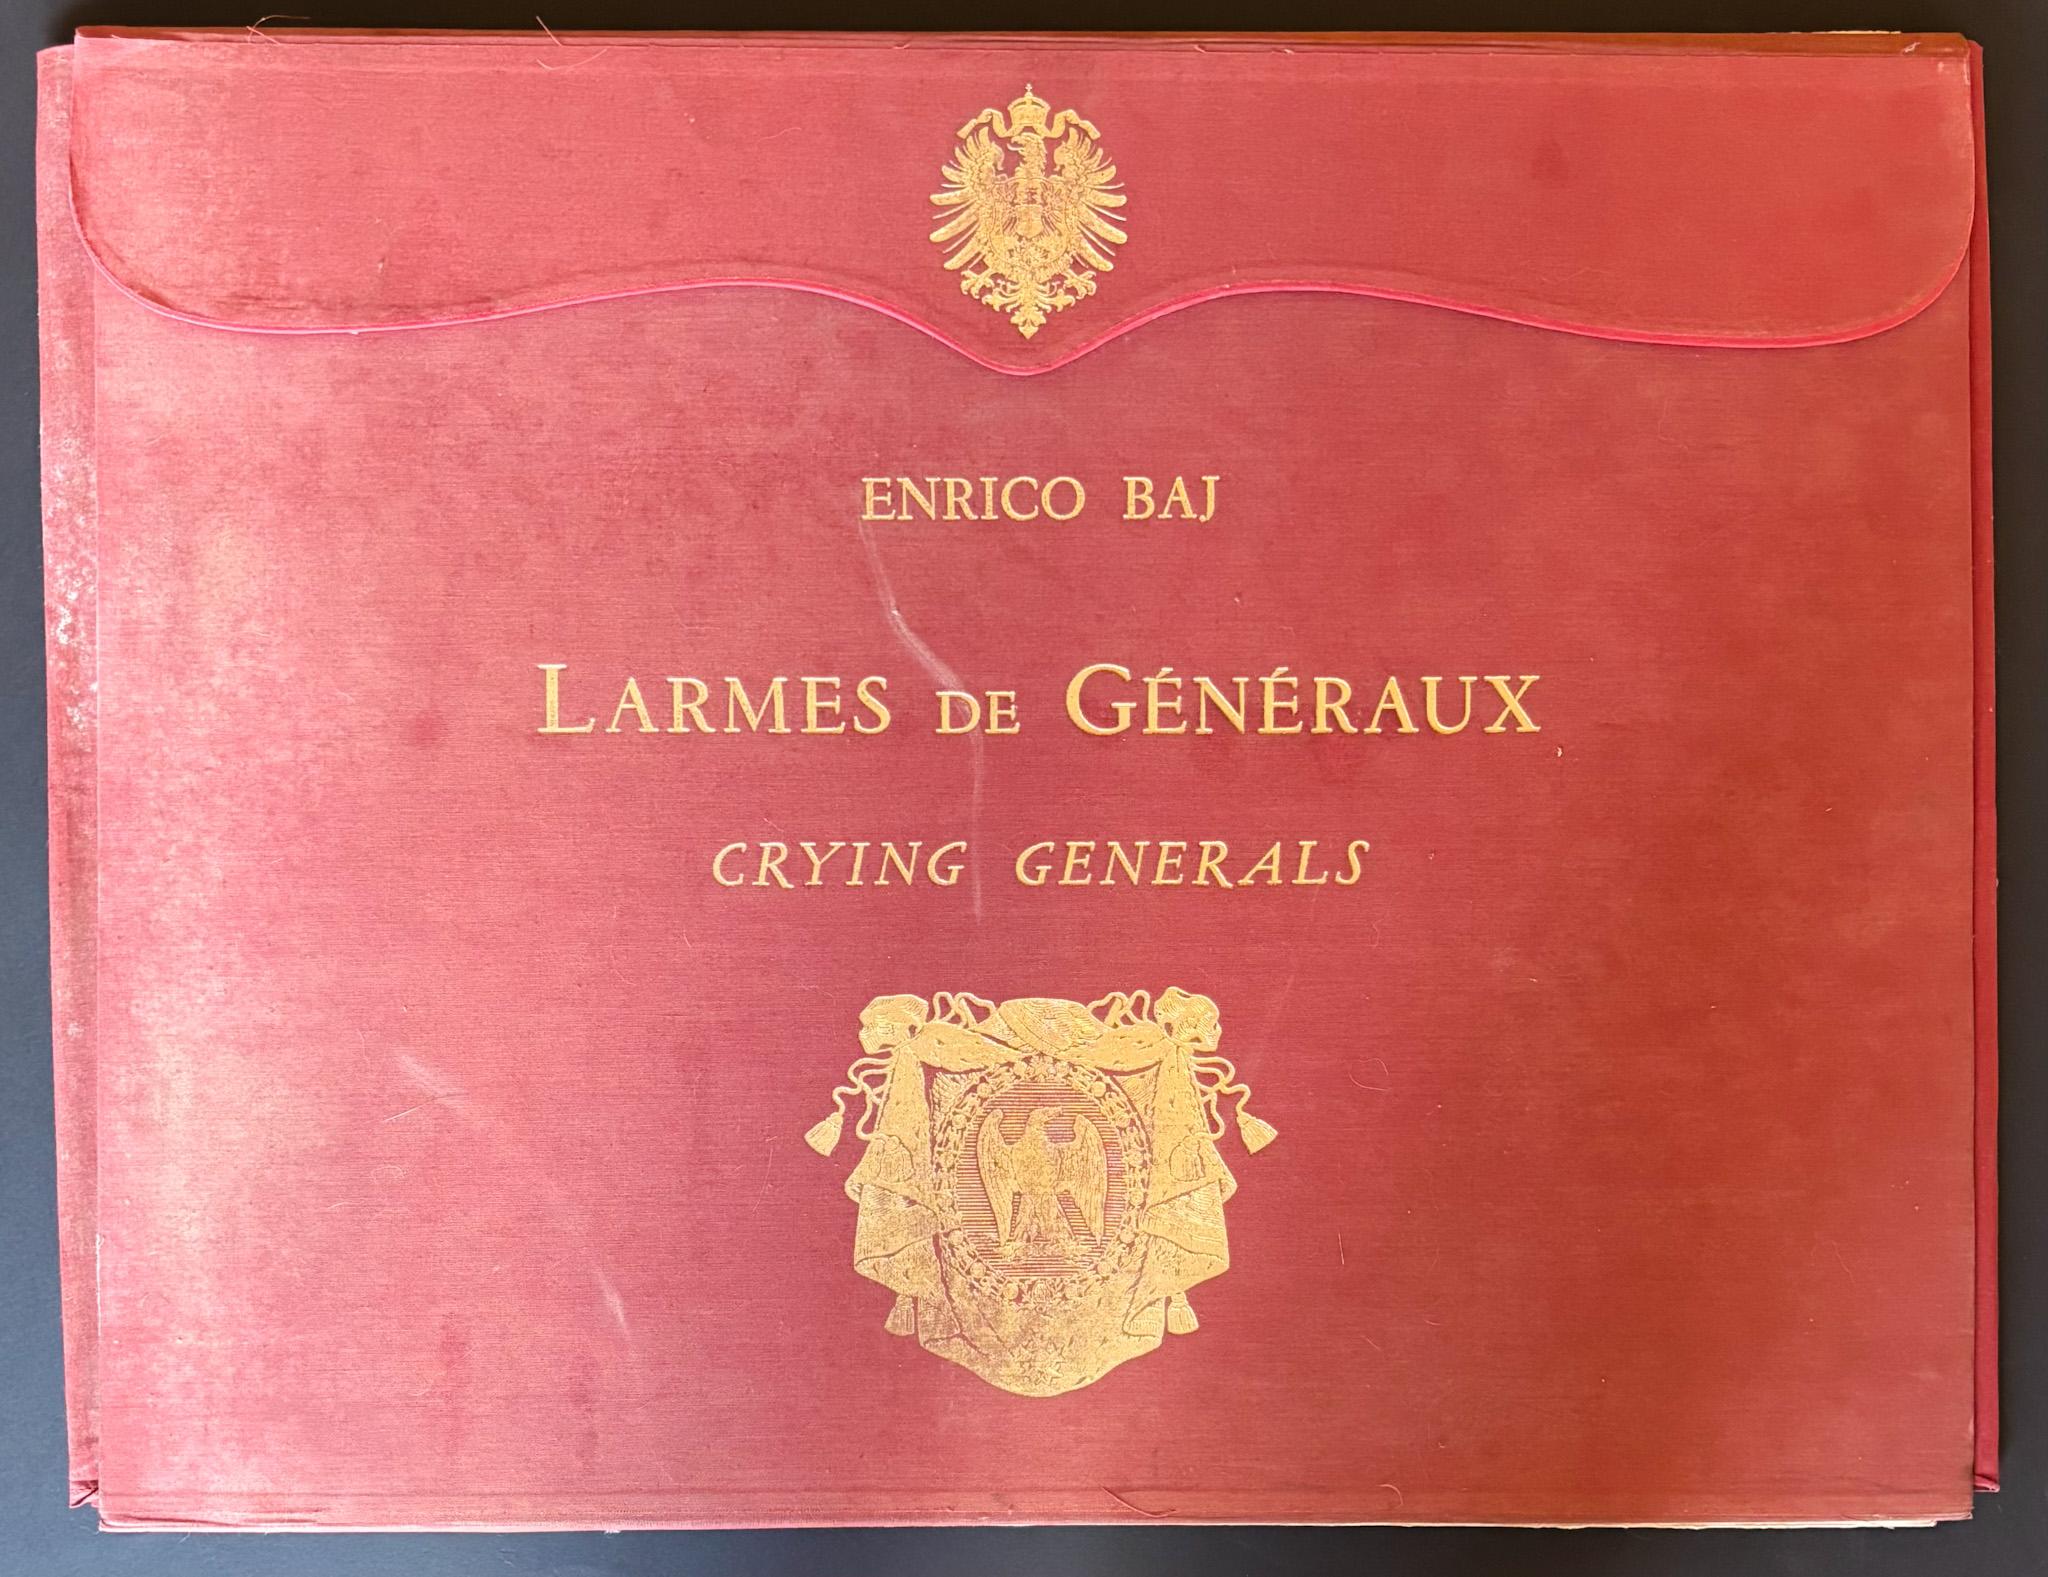 ENRICO BAJ
LARMES DE GÉNÉRAUX
CRYING GENERALS